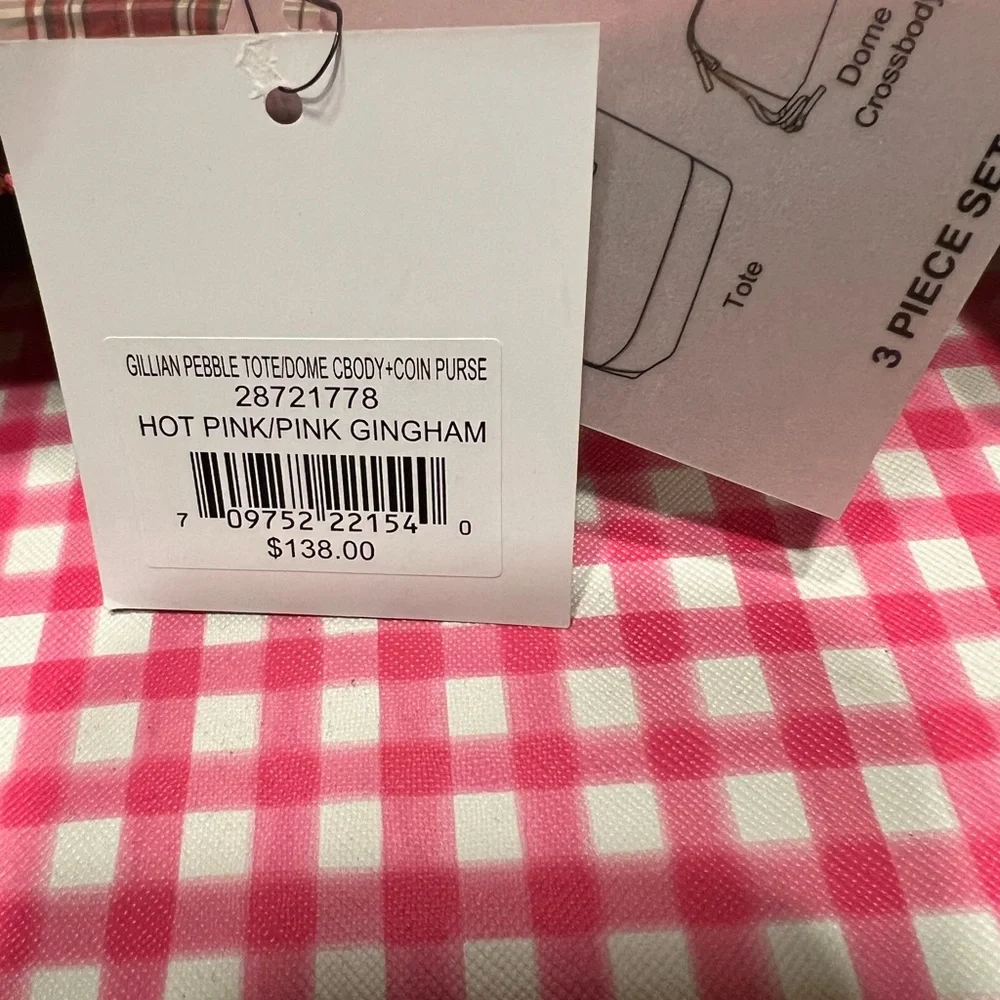 GILLIAN PEBBLE TOTE/DOME CBODY+COIN PURSE
28721778
HOT PINK/PINK GINGHAM
7 09752 22154 0
$138.00
Dome
Crossbody
Tote
3 PIECE SET